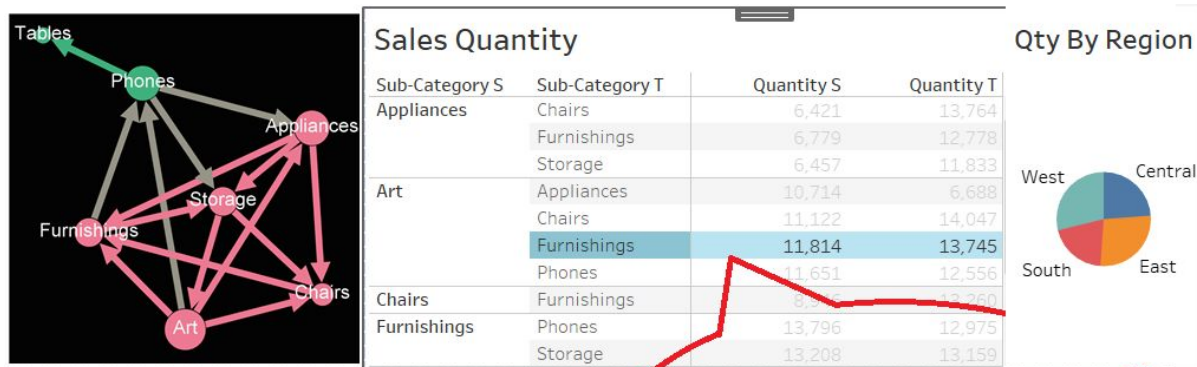 Tables
Phones
Appliances
Storage
Furnishings
Chairs
Art
Sales Quantity
Sub-Category S Sub-Category T Quantity S Quantity T
Appliances Chairs 6,421 13,764
Furnishings 6,779 12,778
Storage 6,457 11,833
Art Appliances 10,714 6,688
Chairs 11,122 14,047
Furnishings 11,814 13,745
Phones 11,651 12,556
Chairs Furnishings 13,260
Furnishings Phones 13,796 12,975
Storage 13,208 13,159
Qty By Region
West Central
South East